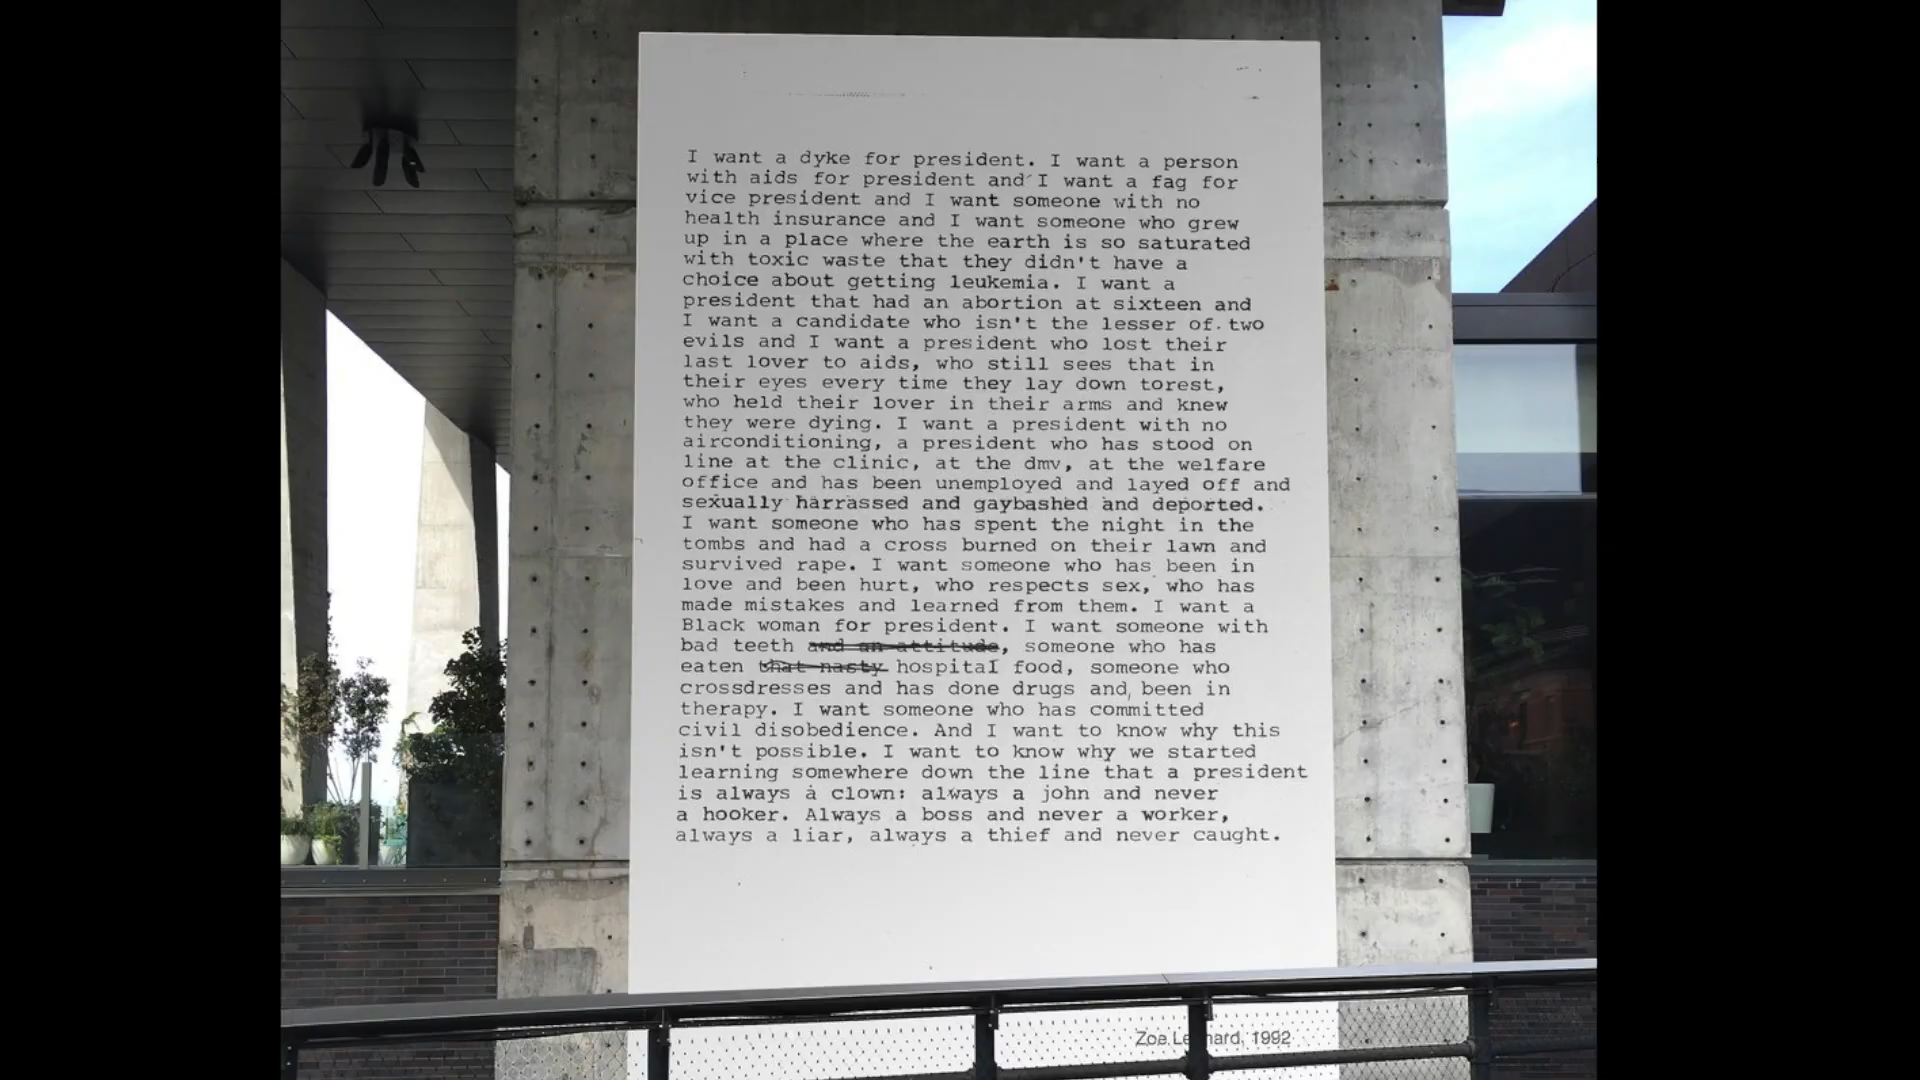 I want a dyke for president. I want a person
with aids for president and I want a fag for
vice president and I want someone with no
health insurance and I want someone who grew
up in a place where the earth is so saturated
with toxic waste that they didn't have a
choice about getting leukemia. I want a
president that had an abortion at sixteen and
I want a candidate who isn't the lesser of two
evils and I want a president who lost their
last lover to aids, who still sees that in
their eyes every time they lay down torest,
who held their lover in their arms and knew
they were dying. I want a president with no
airconditioning, a president who has stood on
line at the clinic, at the dmv, at the welfare
office and has been unemployed and layed off and
sexually harrassed and gaybashed and deported.
I want someone who has spent the night in the
tombs and had a cross burned on their lawn and
survived rape. I want someone who has been in
love and been hurt, who respects sex, who has
made mistakes and learned from them. I want a
Black woman for president. I want someone with
bad teeth and an attitude, someone who has
eaten that nasty hospital food, someone who
crossdresses and has done drugs and been in
therapy. I want someone who has committed
civil disobedience. And I want to know why this
isn't possible. I want to know why we started
learning somewhere down the line that a president
is always a clown: always a john and never
a hooker. Always a boss and never a worker,
always a liar, always a thief and never caught.
Zoe Leonard, 1992